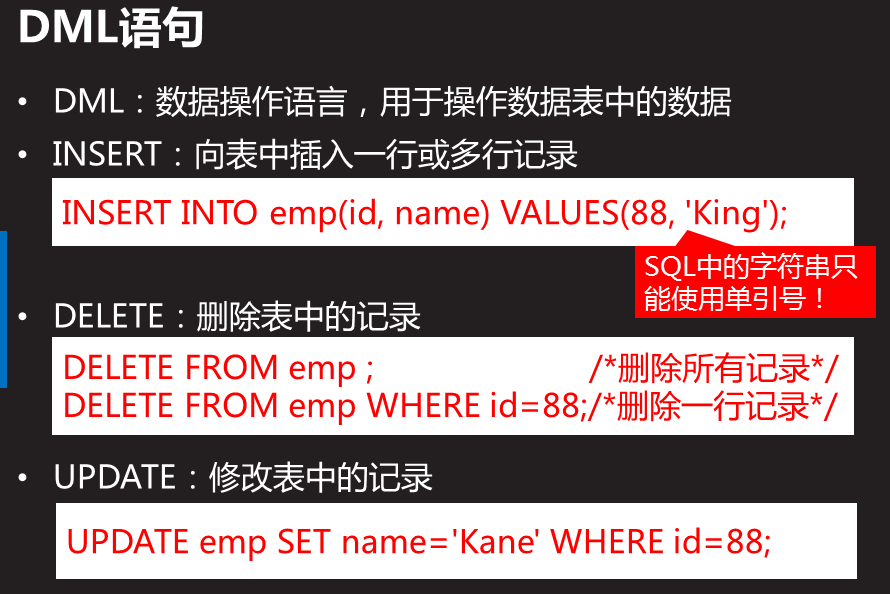 DML语句
• DML：数据操作语言，用于操作数据表中的数据
• INSERT：向表中插入一行或多行记录
INSERT INTO emp(id, name) VALUES(88, 'King');
SQL中的字符串只
能使用单引号！
• DELETE：删除表中的记录
DELETE FROM emp ; /*删除所有记录*/
DELETE FROM emp WHERE id=88;/*删除一行记录*/
• UPDATE：修改表中的记录
UPDATE emp SET name='Kane' WHERE id=88;